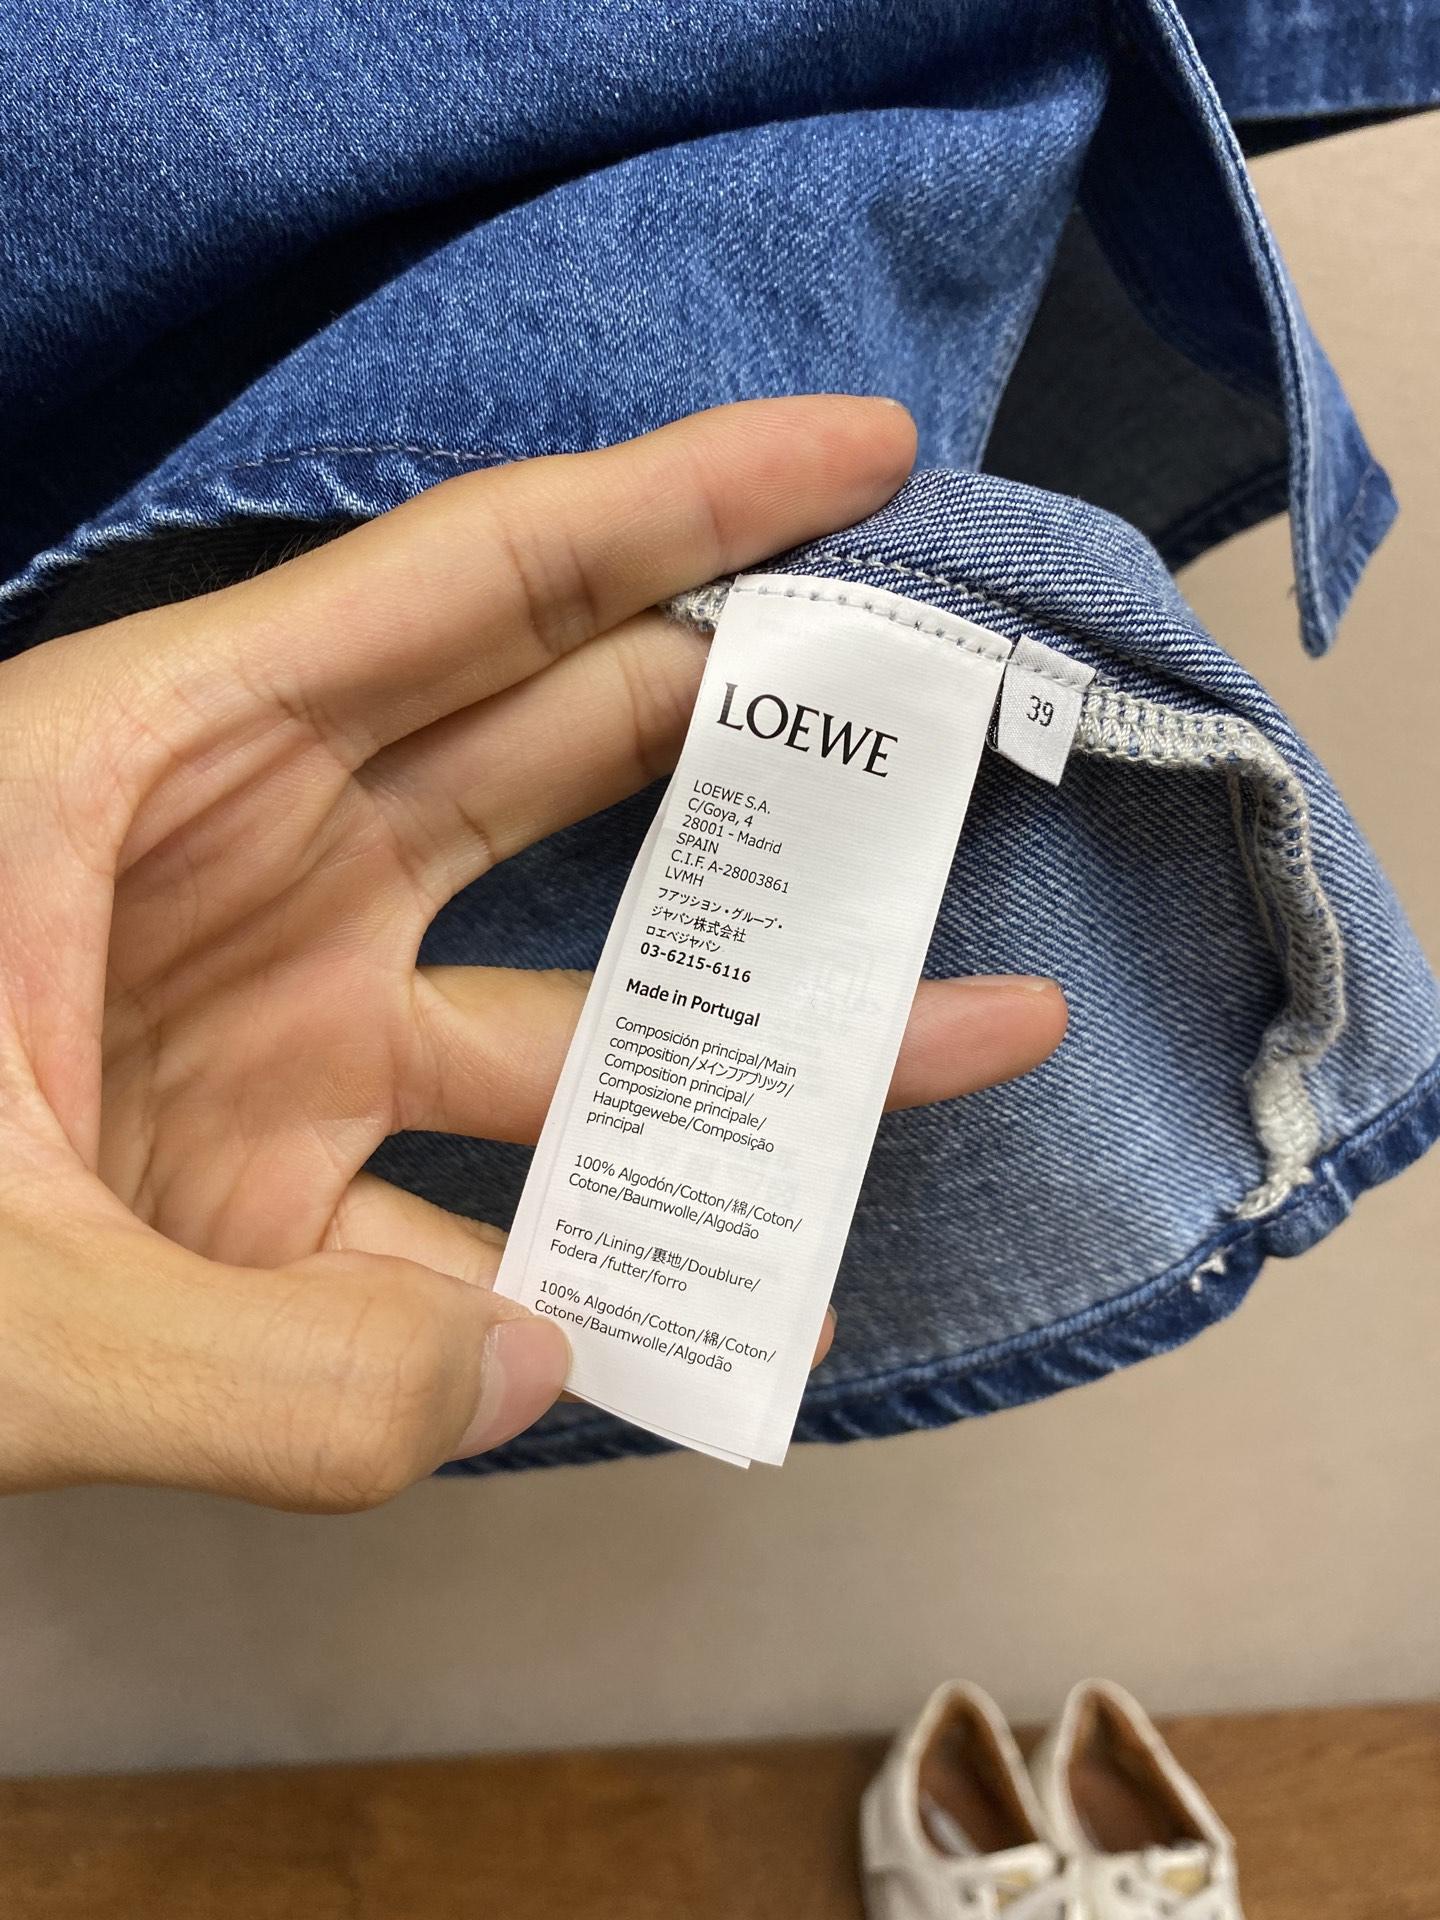 LOEWE
39
LOEWE S.A.
C/Goya, 4
28001 - Madrid
SPAIN
C.I.F. A-28003861
LVMH
ファッション・グループ・
ジャパン株式会社
ロエベジャパン
03-6215-6116
Made in Portugal
Composición principal/Main
composition/メインファブリック/
Composition principal/
Composizione principale/
Hauptgewebe/Composição
principal
100% Algodón/Cotton/綿/Coton/
Cotone/Baumwolle/Algodão
Forro /Lining/裏地/Doublure/
Fodera /futter/forro
100% Algodón/Cotton/綿/Coton/
Cotone/Baumwolle/Algodão